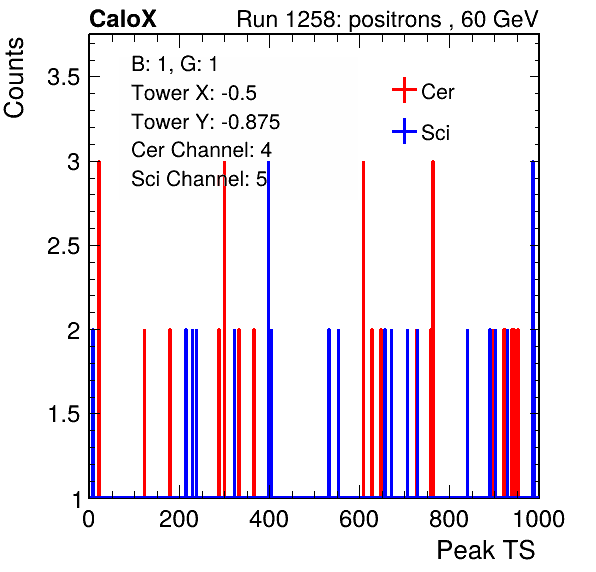 CaloX Run 1258: positrons , 60 GeV
B: 1, G: 1
Tower X: -0.5
Tower Y: -0.875
Cer Channel: 4
Sci Channel: 5
Cer
Sci
Counts
3.5
3
2.5
2
1.5
1
0 200 400 600 800 1000
Peak TS